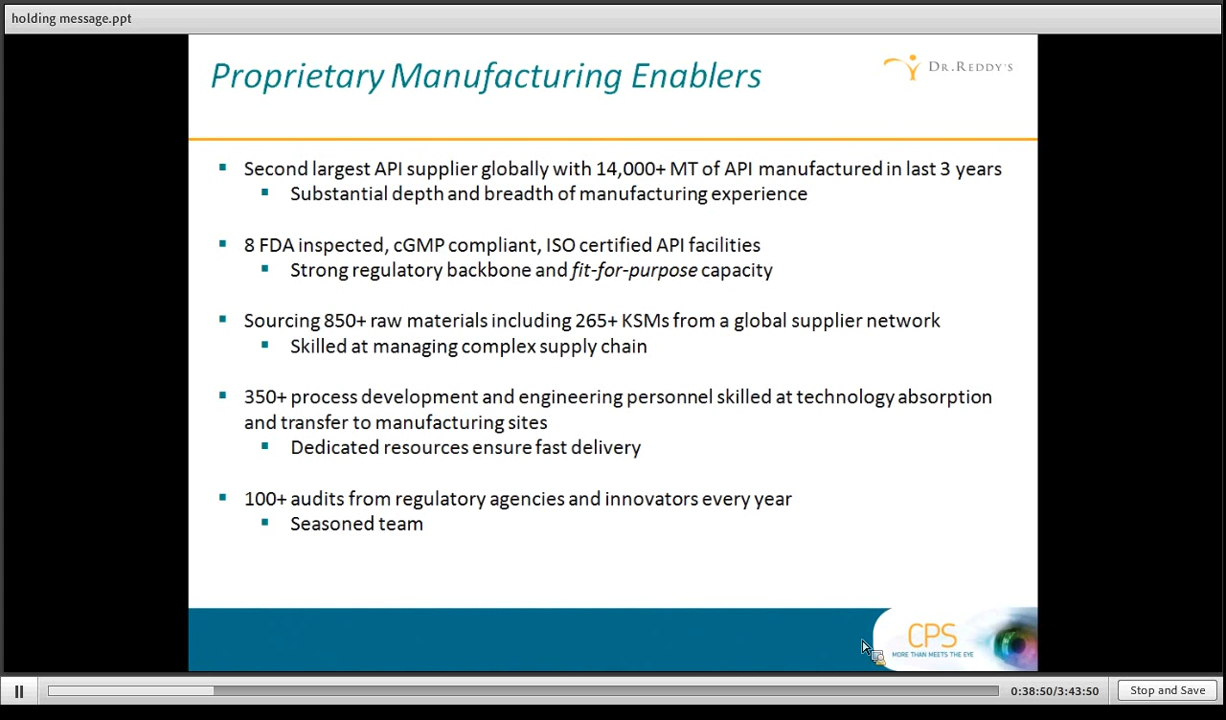 holding message.ppt
Proprietary Manufacturing Enablers
DR.REDDY'S
Second largest API supplier globally with 14,000+ MT of API manufactured in last 3 years
Substantial depth and breadth of manufacturing experience
8 FDA inspected, cGMP compliant, ISO certified API facilities
Strong regulatory backbone and fit-for-purpose capacity
Sourcing 850+ raw materials including 265+ KSMs from a global supplier network
Skilled at managing complex supply chain
350+ process development and engineering personnel skilled at technology absorption
and transfer to manufacturing sites
Dedicated resources ensure fast delivery
100+ audits from regulatory agencies and innovators every year
Seasoned team
CPS
MORE THAN MEETS THE EYE
0:38:50/3:43:50
Stop and Save